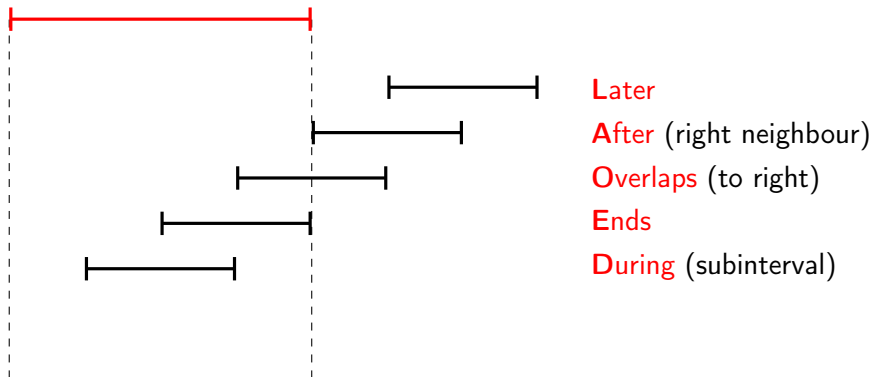 Later
After (right neighbour)
Overlaps (to right)
Ends
During (subinterval)